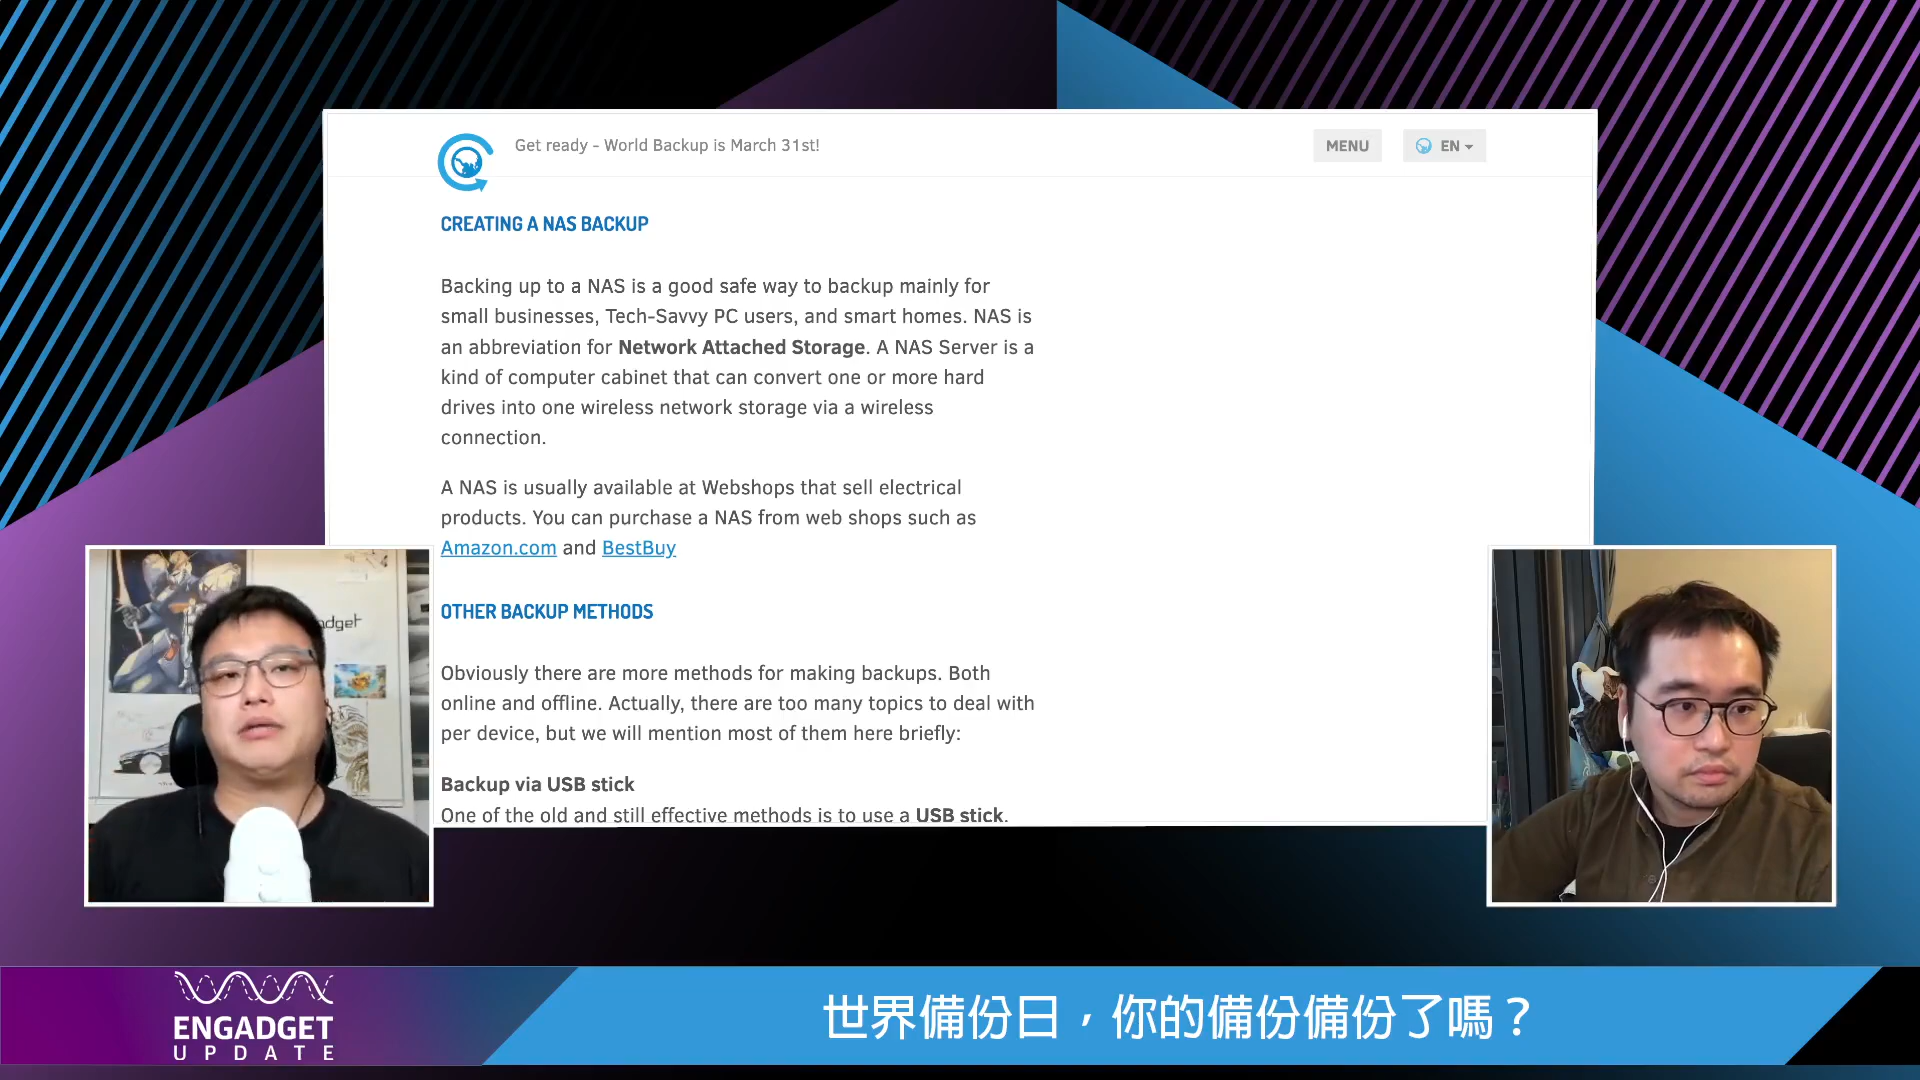 Get ready - World Backup is March 31st!
MENU
EN
CREATING A NAS BACKUP
Backing up to a NAS is a good safe way to backup mainly for
small businesses, Tech-Savvy PC users, and smart homes. NAS is
an abbreviation for Network Attached Storage. A NAS Server is a
kind of computer cabinet that can convert one or more hard
drives into one wireless network storage via a wireless
connection.
A NAS is usually available at Webshops that sell electrical
products. You can purchase a NAS from web shops such as
Amazon.com and BestBuy
OTHER BACKUP METHODS
Obviously there are more methods for making backups. Both
online and offline. Actually, there are too many topics to deal with
per device, but we will mention most of them here briefly:
Backup via USB stick
One of the old and still effective methods is to use a USB stick.
adget
ENGADGET
UPDATE
世界備份日，你的備份備份了嗎？